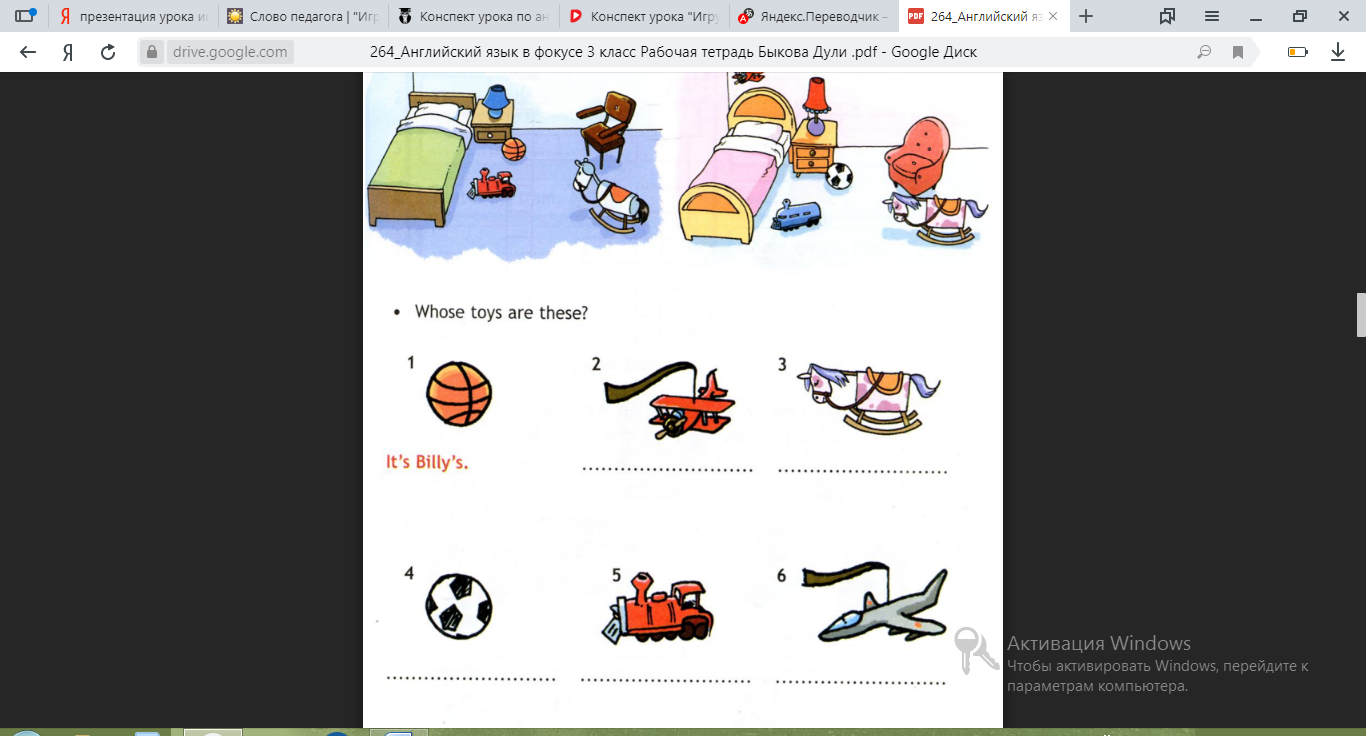 презентация урока и
Слово педагога | "Игр
Конспект урока по ан
Конспект урока "Игру
Яндекс.Переводчик –
264_Английский яз
drive.google.com
264_Английский язык в фокусе 3 класс Рабочая тетрадь Быкова Дули .pdf - Google Диск
• Whose toys are these?
1
2
3
It's Billy's.
4
5
6
Активация Windows
Чтобы активировать Windows, перейдите к
параметрам компьютера.